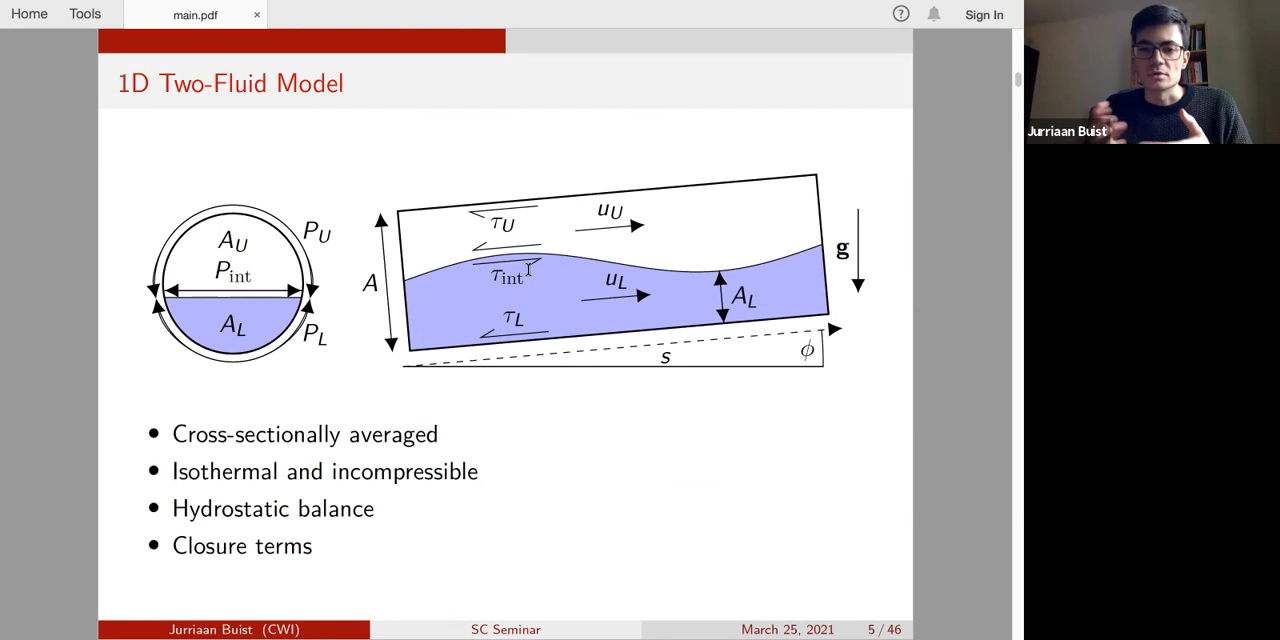 Home Tools main.pdf × ? Sign In
1D Two-Fluid Model
Jurriaan Buist
A_U P_U
P_int
A_L P_L
A τ_U u_U g
τ_int u_L A_L
τ_L
s ϕ
• Cross-sectionally averaged
• Isothermal and incompressible
• Hydrostatic balance
• Closure terms
Jurriaan Buist (CWI) SC Seminar March 25, 2021 5 / 46